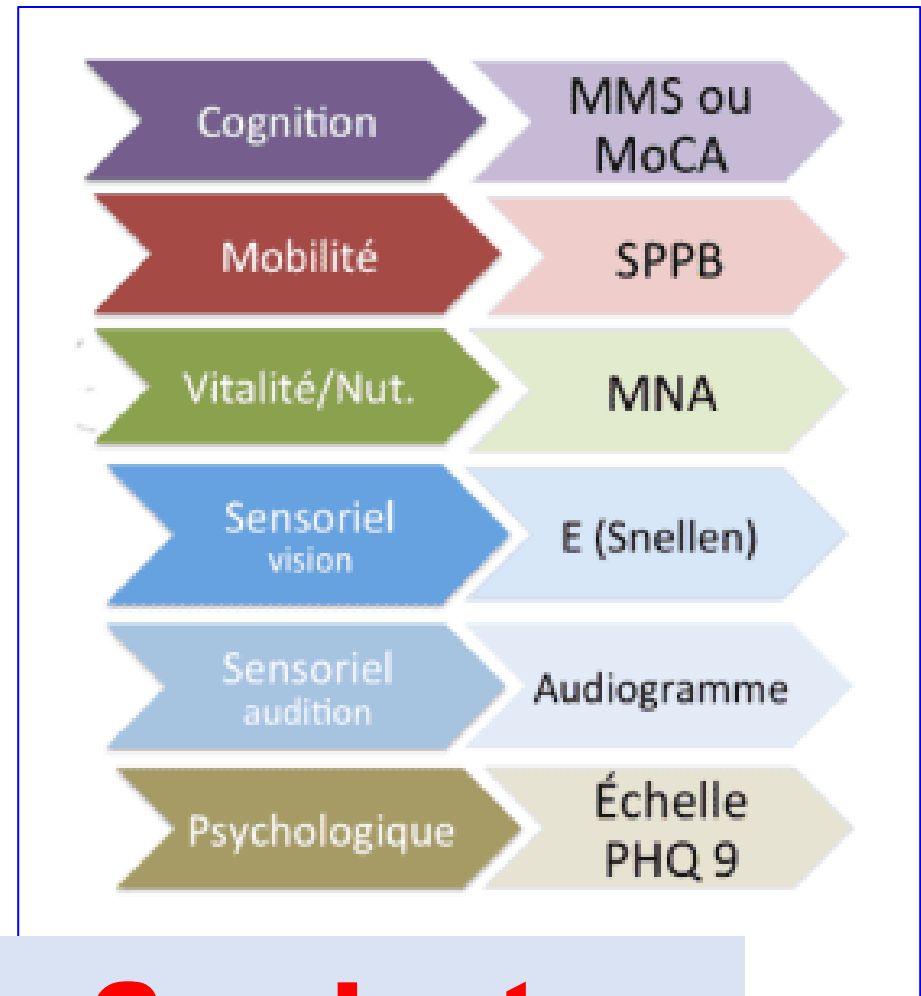 Cognition
MMS ou
MoCA
Mobilité
SPPB
Vitalité/Nut.
MNA
Sensoriel
vision
E (Snellen)
Sensoriel
audition
Audiogramme
Psychologique
Échelle
PHQ 9